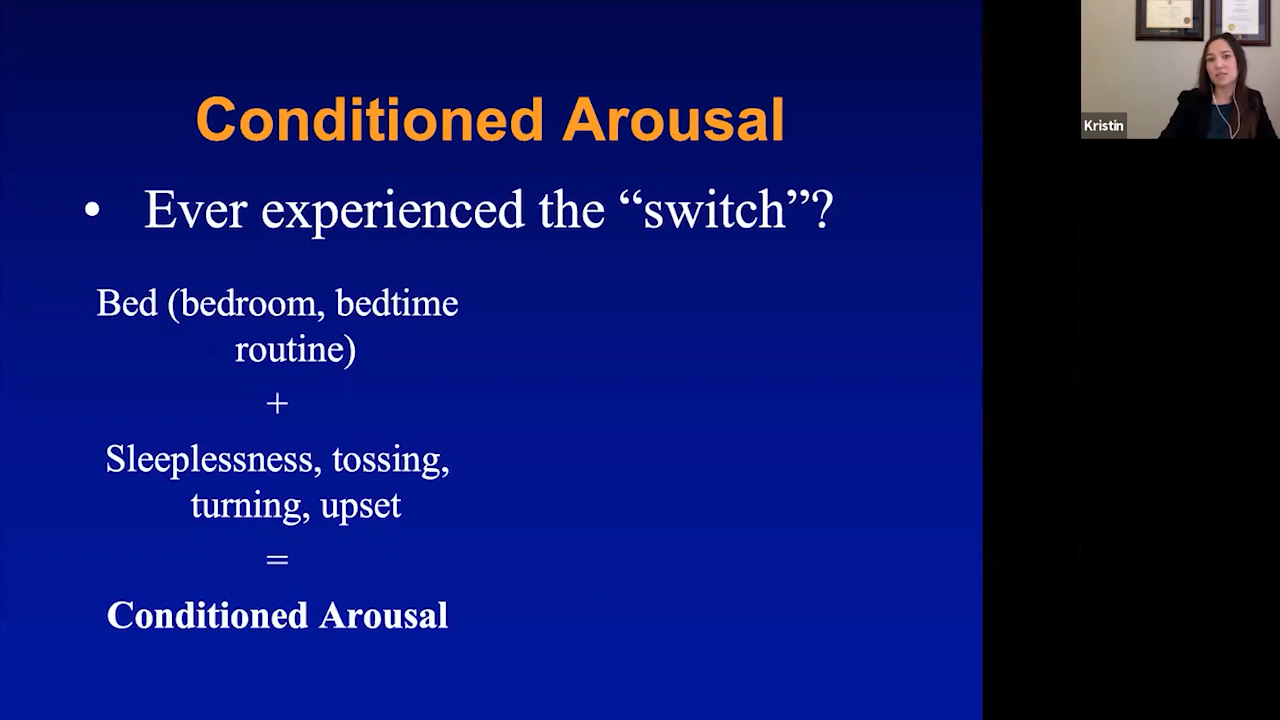 Conditioned Arousal
• Ever experienced the “switch”?
Bed (bedroom, bedtime
routine)
+
Sleeplessness, tossing,
turning, upset
=
Conditioned Arousal
Kristin